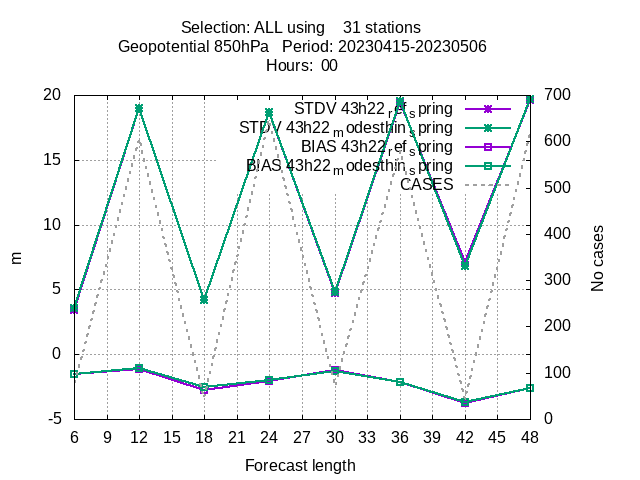 Selection: ALL using    31 stations
Geopotential 850hPa   Period: 20230415-20230506
Hours:  00
STDV 43h22_ref_spring
STDV 43h22_modesthin_spring
BIAS 43h22_ref_spring
BIAS 43h22_modesthin_spring
CASES
20
15
10
5
0
-5
m
700
600
500
400
300
200
100
0
No cases
6 9 12 15 18 21 24 27 30 33 36 39 42 45 48
Forecast length